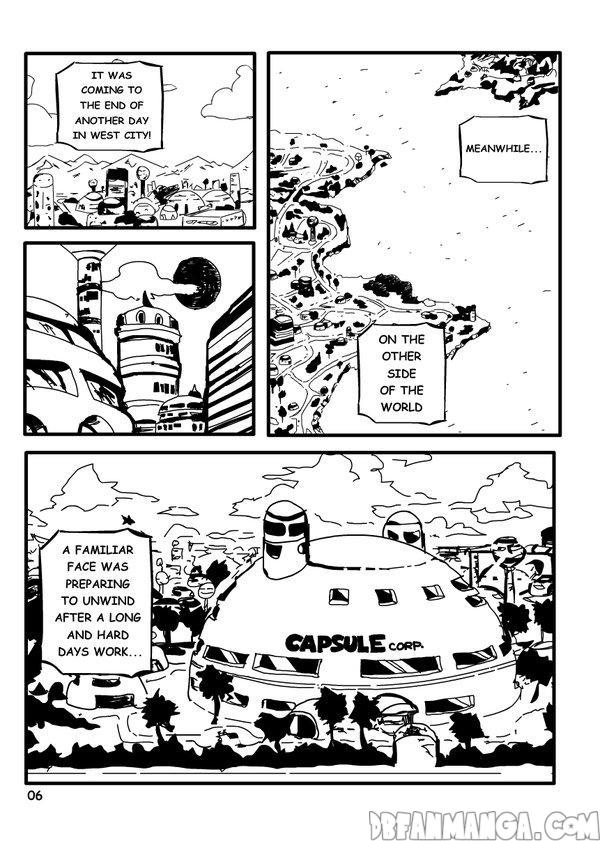 MEANWHILE...
ON THE
OTHER
SIDE
OF THE
WORLD
IT WAS
COMING TO
THE END OF
ANOTHER DAY
IN WEST CITY!
A FAMILIAR
FACE WAS
PREPARING
TO UNWIND
AFTER A LONG
AND HARD
DAYS WORK...
CAPSULE CORP.
06
DBFANMANGA.COM